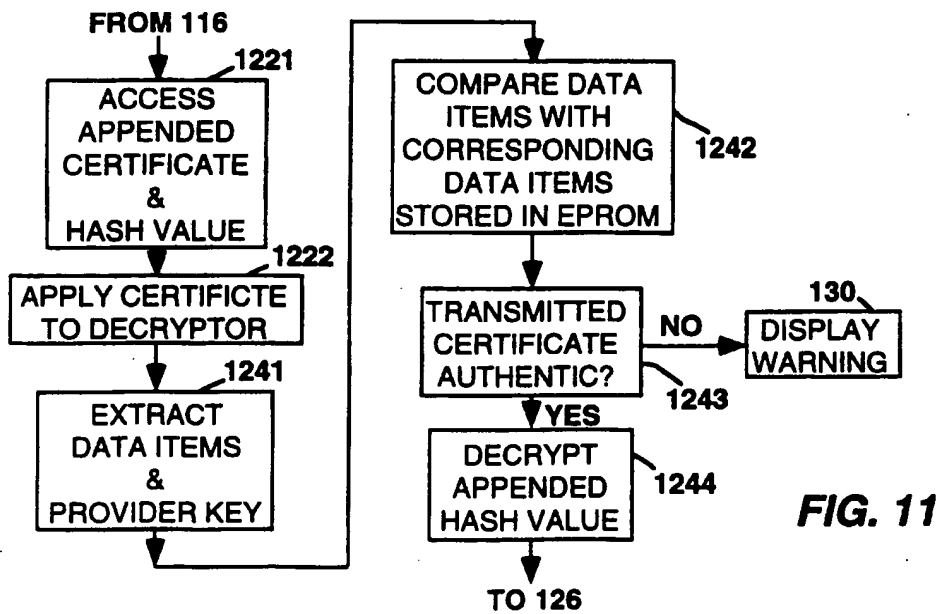 FROM 116
1221
ACCESS
APPENDED
CERTIFICATE
&
HASH VALUE
1222
APPLY CERTIFICTE
TO DECRYPTOR
1241
EXTRACT
DATA ITEMS
&
PROVIDER KEY
COMPARE DATA
ITEMS WITH
CORRESPONDING
DATA ITEMS
STORED IN EPROM
1242
TRANSMITTED
CERTIFICATE
AUTHENTIC?
1243
NO
130
DISPLAY
WARNING
YES
DECRYPT
APPENDED
HASH VALUE
1244
TO 126
FIG. 11